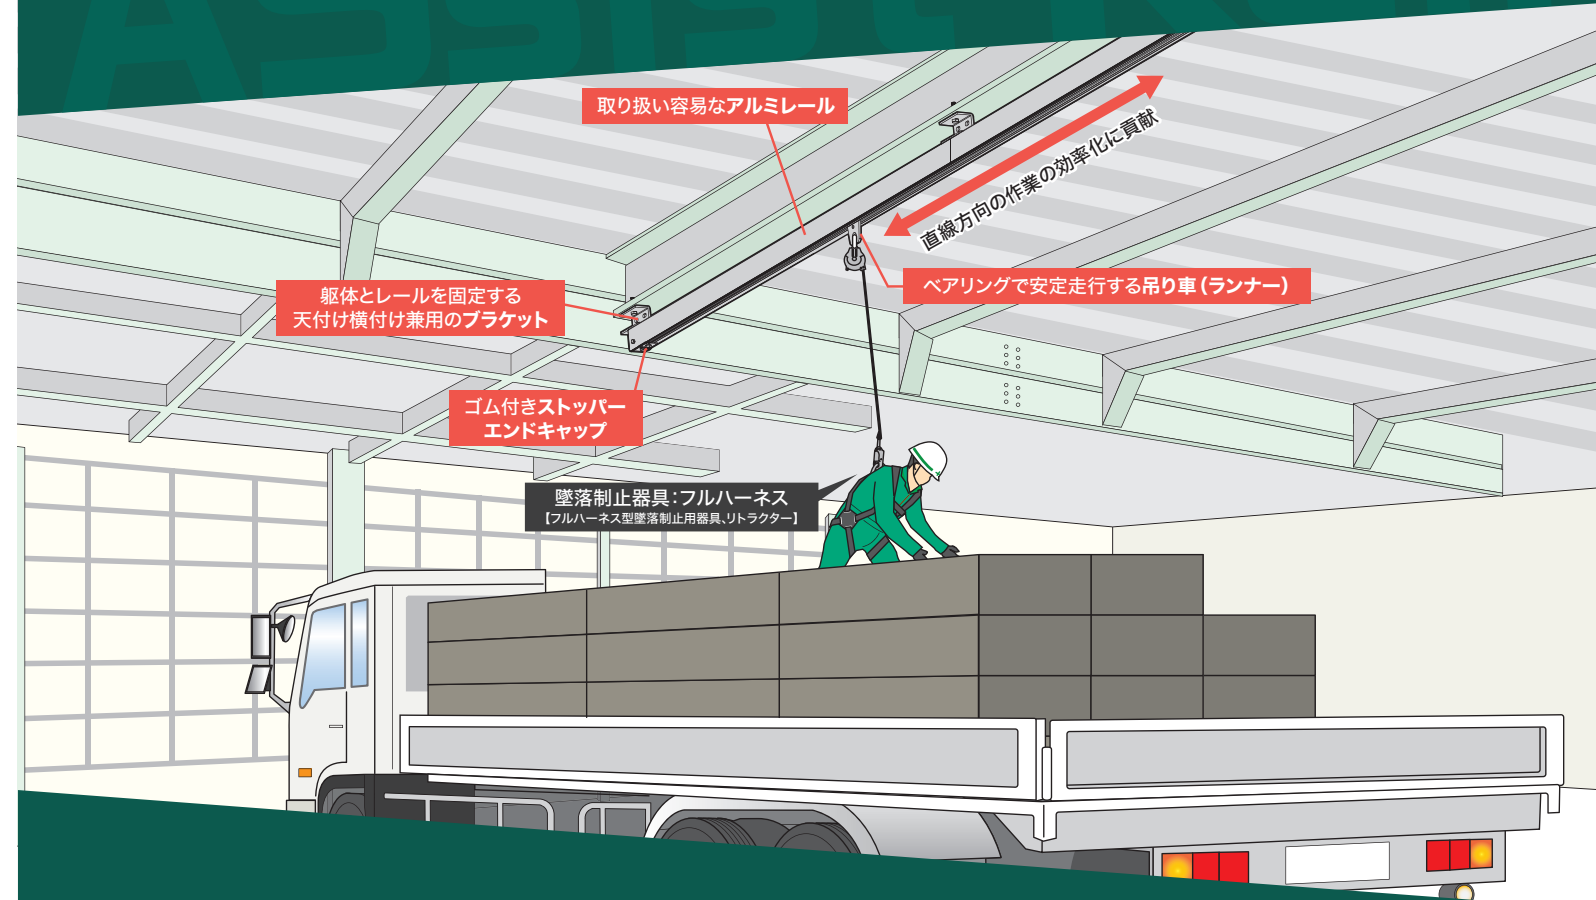 取り扱い容易なアルミレール
直線方向の作業の効率化に貢献
ベアリングで安定走行する吊り車（ランナー）
躯体とレールを固定する
天付け横付け兼用のブラケット
ゴム付きストッパー
エンドキャップ
墜落制止器具：フルハーネス
【フルハーネス型墜落制止用器具、リトラクター】